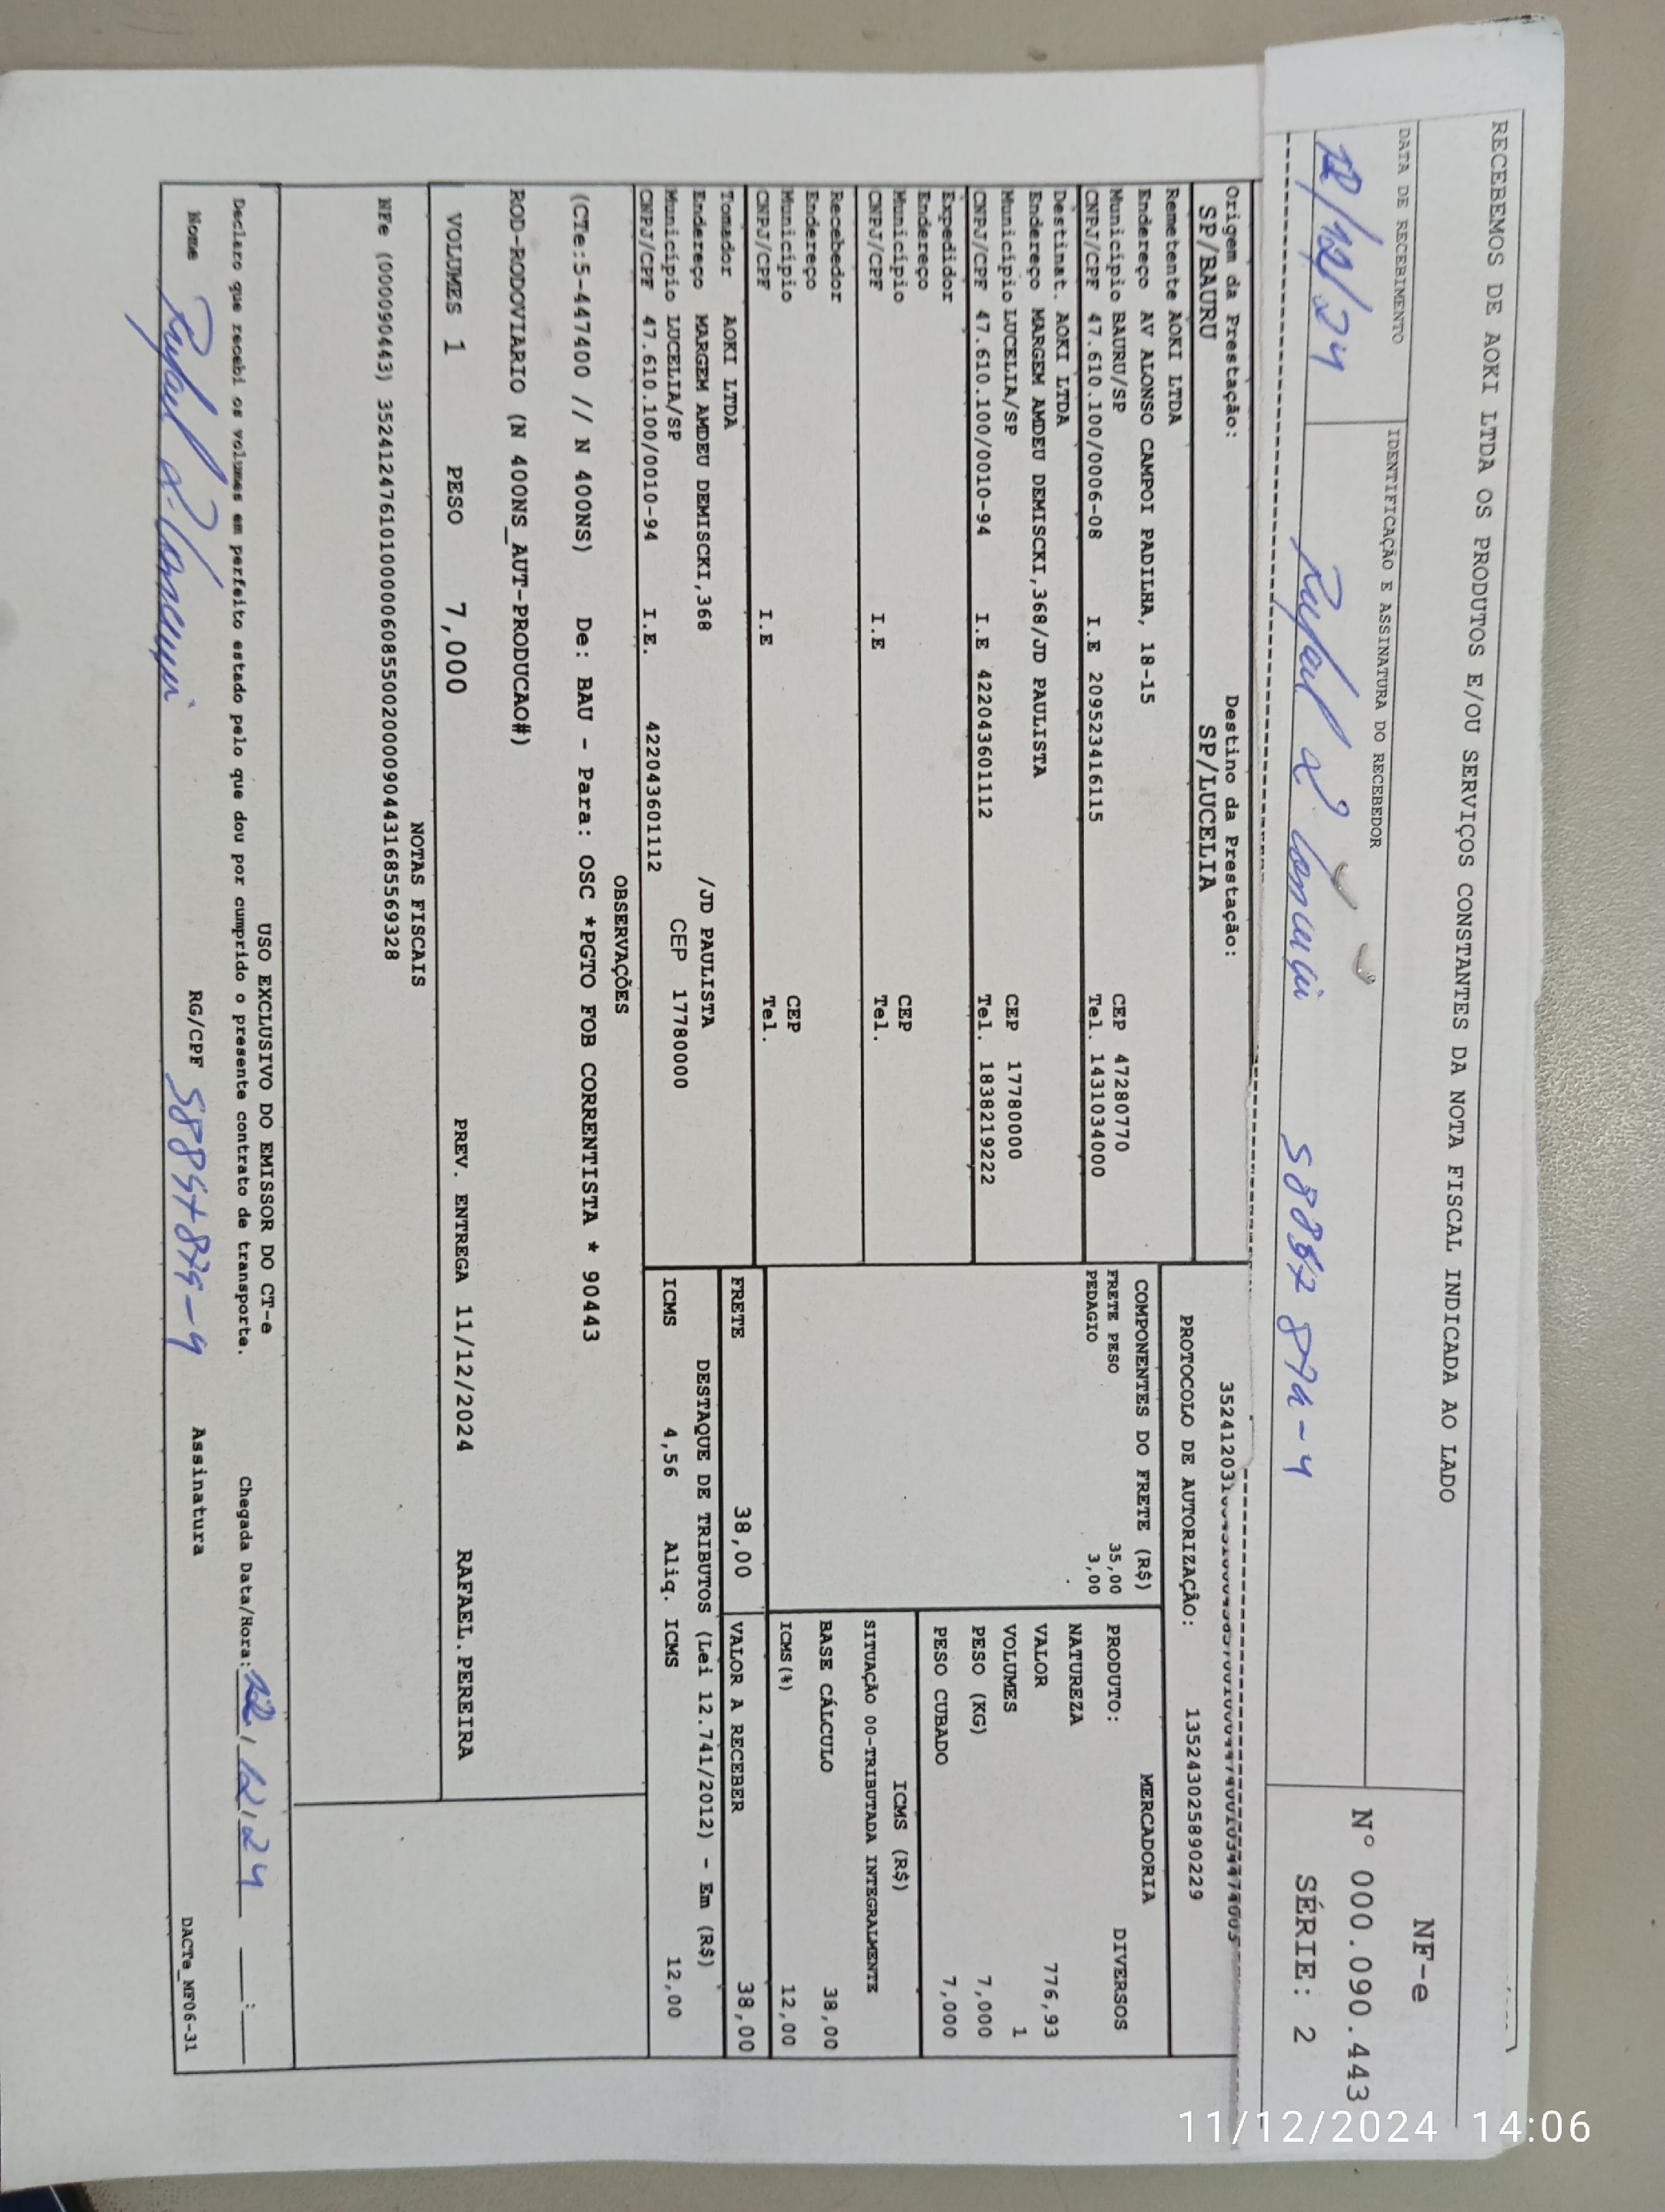 RECEBEMOS DE AOKI LTDA OS PRODUTOS E/OU SERVIÇOS CONSTANTES DA NOTA FISCAL INDICADA AO LADO
NF-e
Nº 000.090.443
SÉRIE: 2
DATA DE RECEBIMENTO
IDENTIFICAÇÃO E ASSINATURA DO RECEBEDOR
12/12/24
Rafael
Origem da Prestação:
Destino da Prestação:
SP/BAURU
SP/LUCELIA
PROTOCOLO DE AUTORIZAÇÃO: 135243025890229
Remetente AOKI LTDA
Endereço AV ALONSO CAMPOI PADILHA, 18-15
Município BAURU/SP
CEP 47280770
CNPJ/CPF 47.610.100/0006-08
I.E 209523416115
Tel. 1431034000
Destinat. AOKI LTDA
Endereço MARGEM AMDEU DEMISCKI,368/JD PAULISTA
Município LUCELIA/SP
CEP 17780000
CNPJ/CPF 47.610.100/0010-94
I.E 422043601112
Tel. 1838219222
Expedidor
Endereço
Município
CEP
CNPJ/CPF
I.E
Tel.
Recebedor
Endereço
Município
CEP
CNPJ/CPF
I.E
Tel.
Tomador AOKI LTDA
Endereço MARGEM AMDEU DEMISCKI,368
/JD PAULISTA
Município LUCELIA/SP
CEP 17780000
CNPJ/CPF 47.610.100/0010-94
I.E. 422043601112
COMPONENTES DO FRETE (R$)
FRETE PESO 35,00
PEDAGIO 3,00
MERCADORIA
PRODUTO: DIVERSOS
NATUREZA
VALOR 776,93
VOLUMES 1
PESO (KG) 7,000
PESO CUBADO 7,000
ICMS (R$)
SITUAÇÃO 00-TRIBUTADA INTEGRALMENTE
BASE CÁLCULO 38,00
ICMS(%) 12,00
FRETE 38,00
VALOR A RECEBER 38,00
DESTAQUE DE TRIBUTOS (Lei 12.741/2012) - Em (R$)
ICMS 4,56 Aliq. ICMS 12,00
OBSERVAÇÕES
(CTe:5-447400 // N 400NS) De: BAU - Para: OSC *PGTO FOB CORRENTISTA * 90443
ROD-RODOVIARIO (N 400NS_AUT-PRODUCAO#)
VOLUMES 1 PESO 7,000 PREV. ENTREGA 11/12/2024 RAFAEL.PEREIRA
NOTAS FISCAIS
NFe (00090443) 35241247610100000608550020000904431685569328
USO EXCLUSIVO DO EMISSOR DO CT-e
Declaro que recebi os volumes em perfeito estado pelo que dou por cumprido o presente contrato de transporte.
Chegada Data/Hora: 12/12/24 __:__
Nome Rafael
RG/CPF
Assinatura
DACTe_MF06-31
11/12/2024 14:06